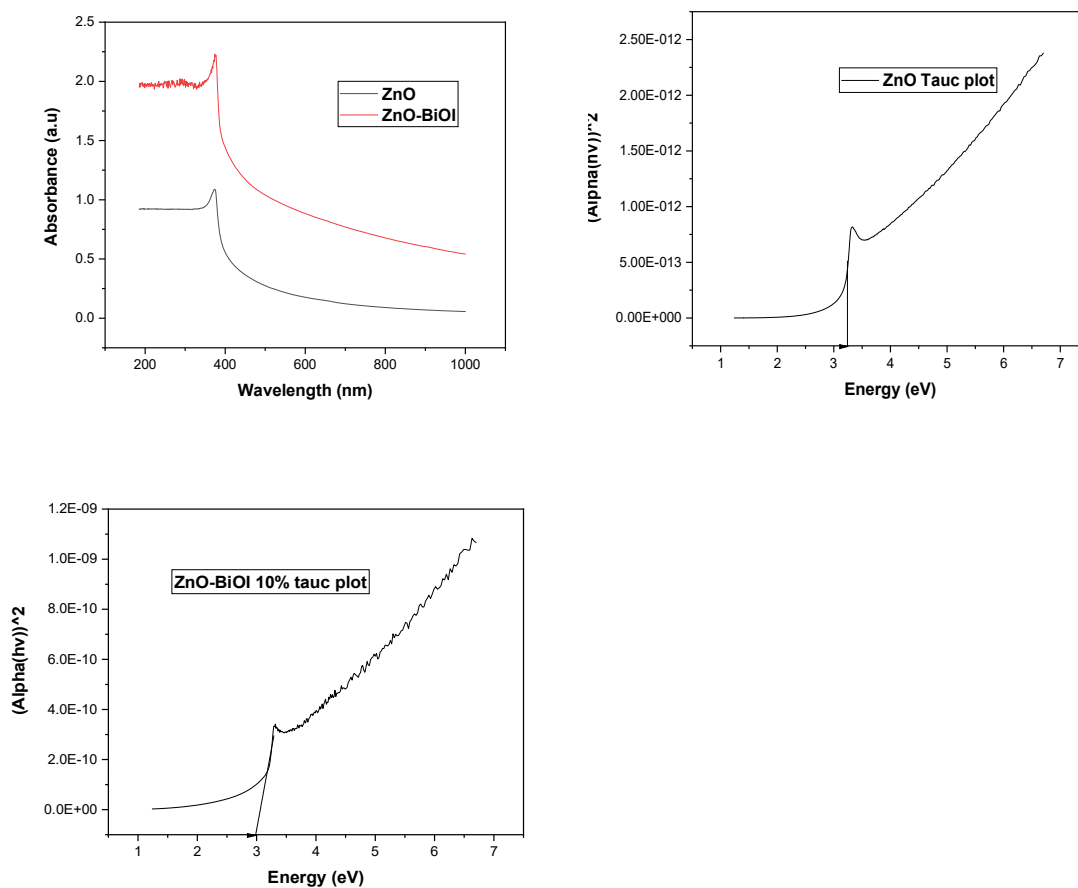 2.5
2.0
1.5
1.0
0.5
0.0
Absorbance (a.u)
ZnO
ZnO-BiOI
200 400 600 800 1000
Wavelength (nm)
2.50E-012
2.00E-012
1.50E-012
1.00E-012
5.00E-013
0.00E+000
(Alpha(hv))^2
ZnO Tauc plot
1 2 3 4 5 6 7
Energy (eV)
1.2E-09
1.0E-09
8.0E-10
6.0E-10
4.0E-10
2.0E-10
0.0E+00
(Alpha(hv))^2
ZnO-BiOI 10% tauc plot
1 2 3 4 5 6 7
Energy (eV)